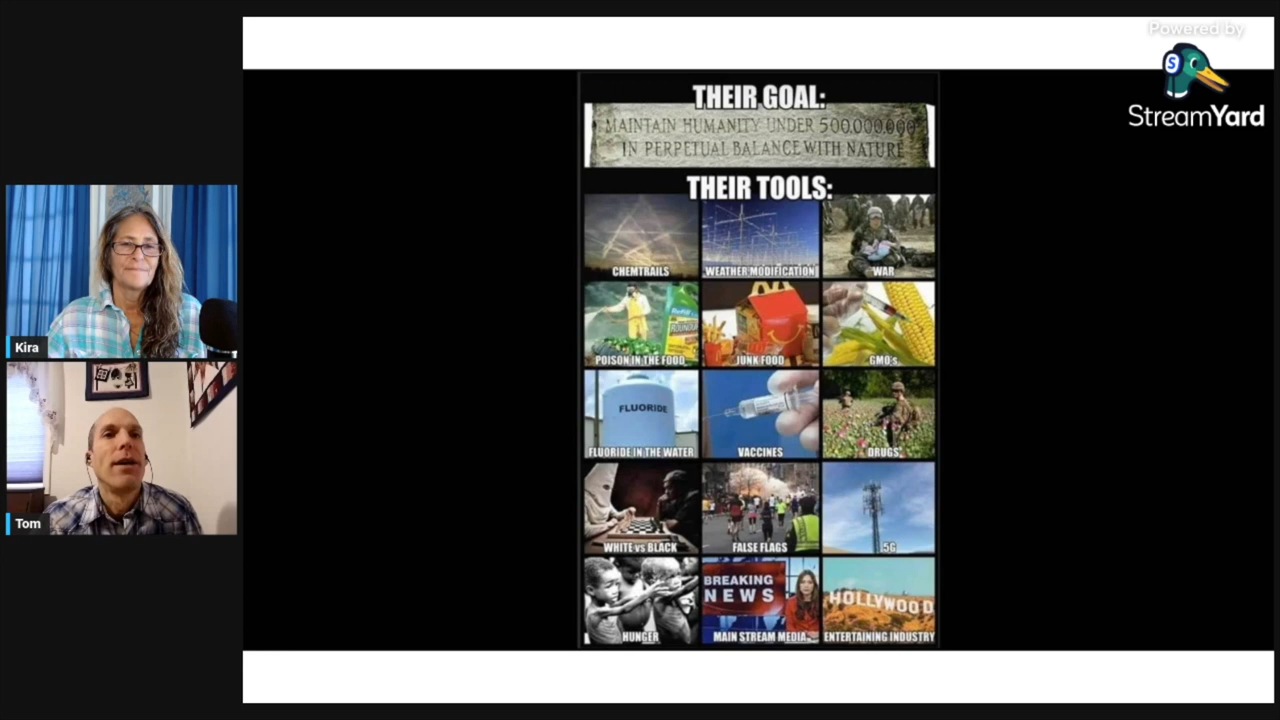 Powered by
StreamYard
Kira
Tom
THEIR GOAL:
MAINTAIN HUMANITY UNDER 500,000,000
IN PERPETUAL BALANCE WITH NATURE
THEIR TOOLS:
CHEMTRAILS
WEATHER MODIFICATION
WAR
POISON IN THE FOOD
JUNK FOOD
GMO's
FLUORIDE
FLUORIDE IN THE WATER
VACCINES
DRUGS
WHITE vs BLACK
FALSE FLAGS
5G
HUNGER
BREAKING
NEWS
MAIN STREAM MEDIA
HOLLYWOOD
ENTERTAINING INDUSTRY